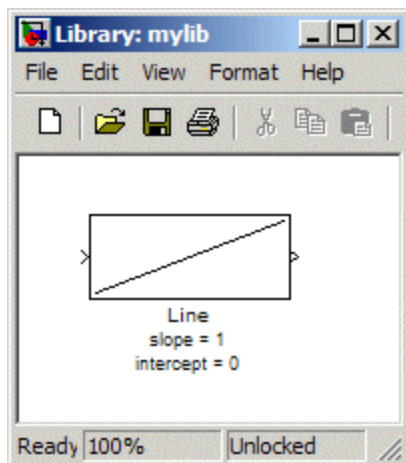 Library: mylib
File Edit View Format Help
Line
slope = 1
intercept = 0
Ready 100% Unlocked